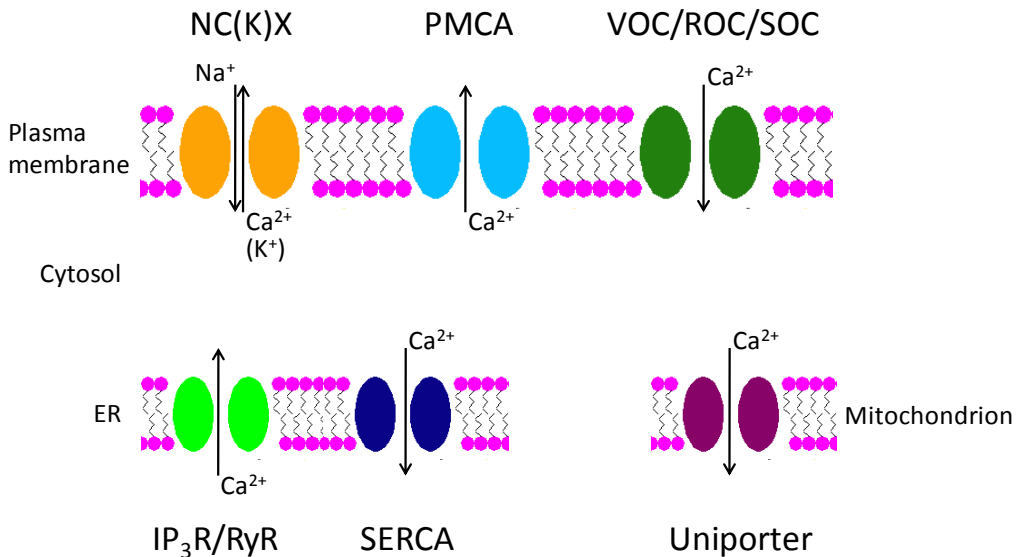 NC(K)X
PMCA
VOC/ROC/SOC
Na⁺
Ca²⁺
Plasma
membrane
Ca²⁺
(K⁺)
Ca²⁺
Cytosol
Ca²⁺
Ca²⁺
ER
Mitochondrion
Ca²⁺
IP₃R/RyR
SERCA
Uniporter